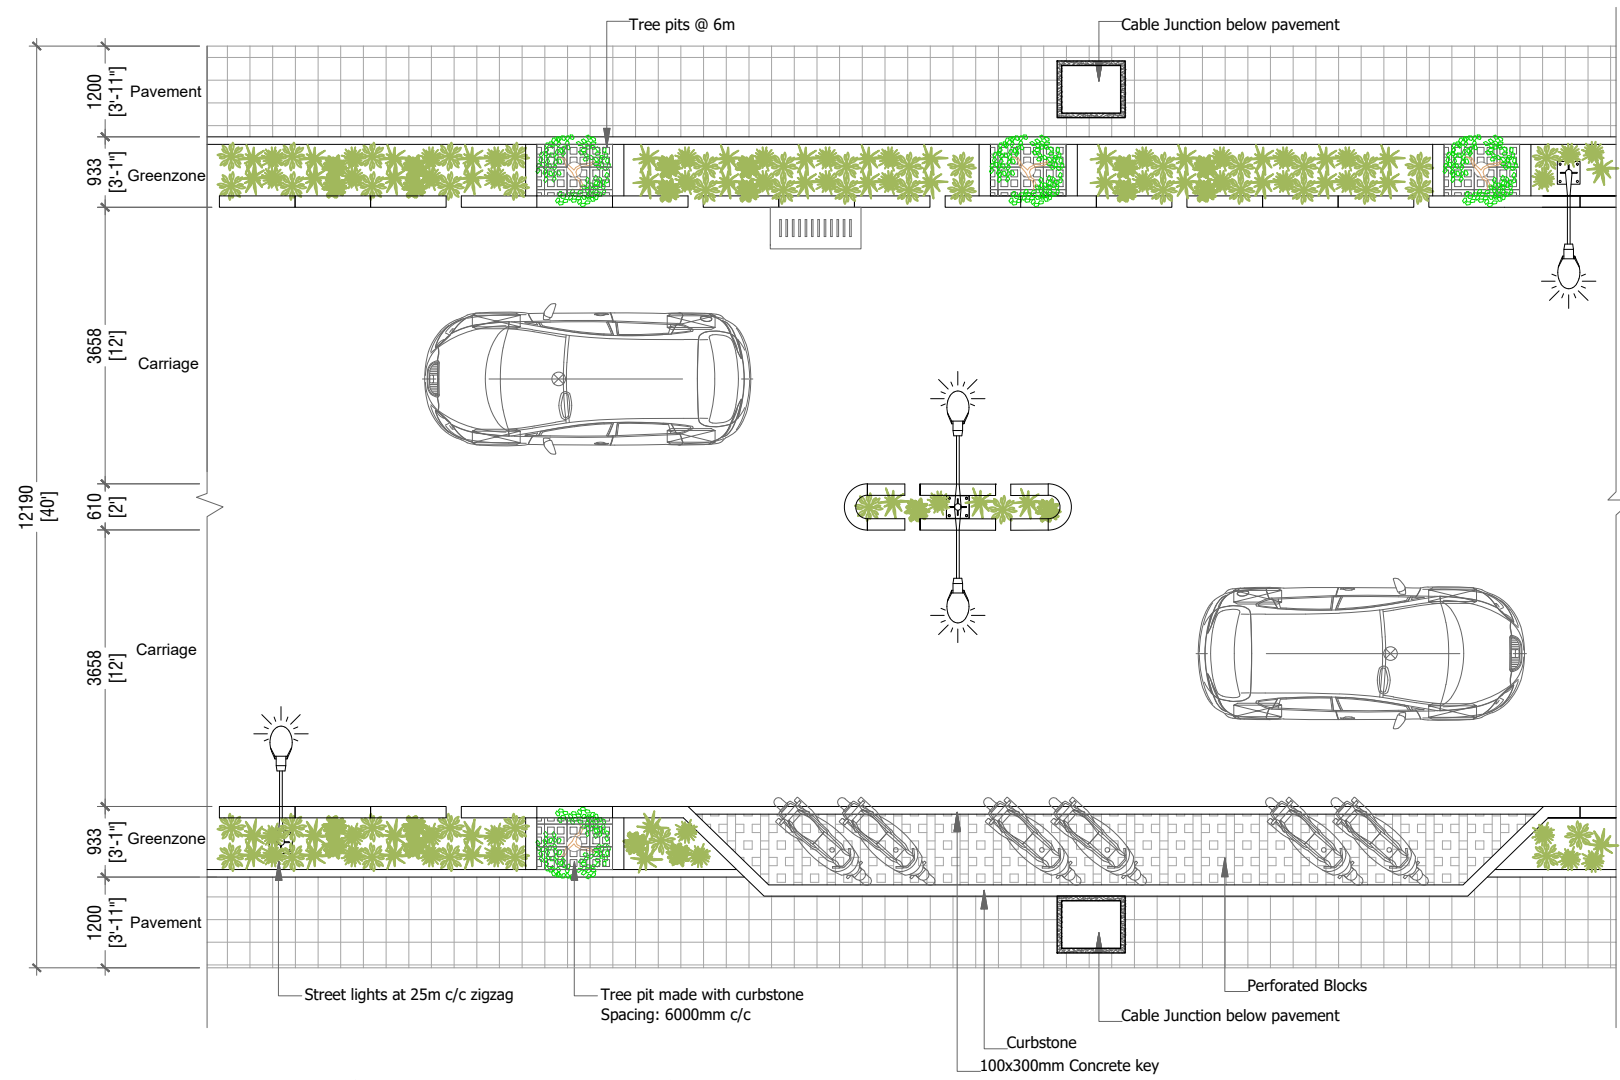 Tree pits @ 6m
Cable Junction below pavement
1200
[3'-11"]
Pavement
933
[3'-1"]
Greenzone
3658
[12']
Carriage
12190
[40']
610
[2']
3658
[12']
Carriage
933
[3'-1"]
Greenzone
1200
[3'-11"]
Pavement
Street lights at 25m c/c zigzag
Tree pit made with curbstone
Spacing: 6000mm c/c
Perforated Blocks
Cable Junction below pavement
Curbstone
100x300mm Concrete key